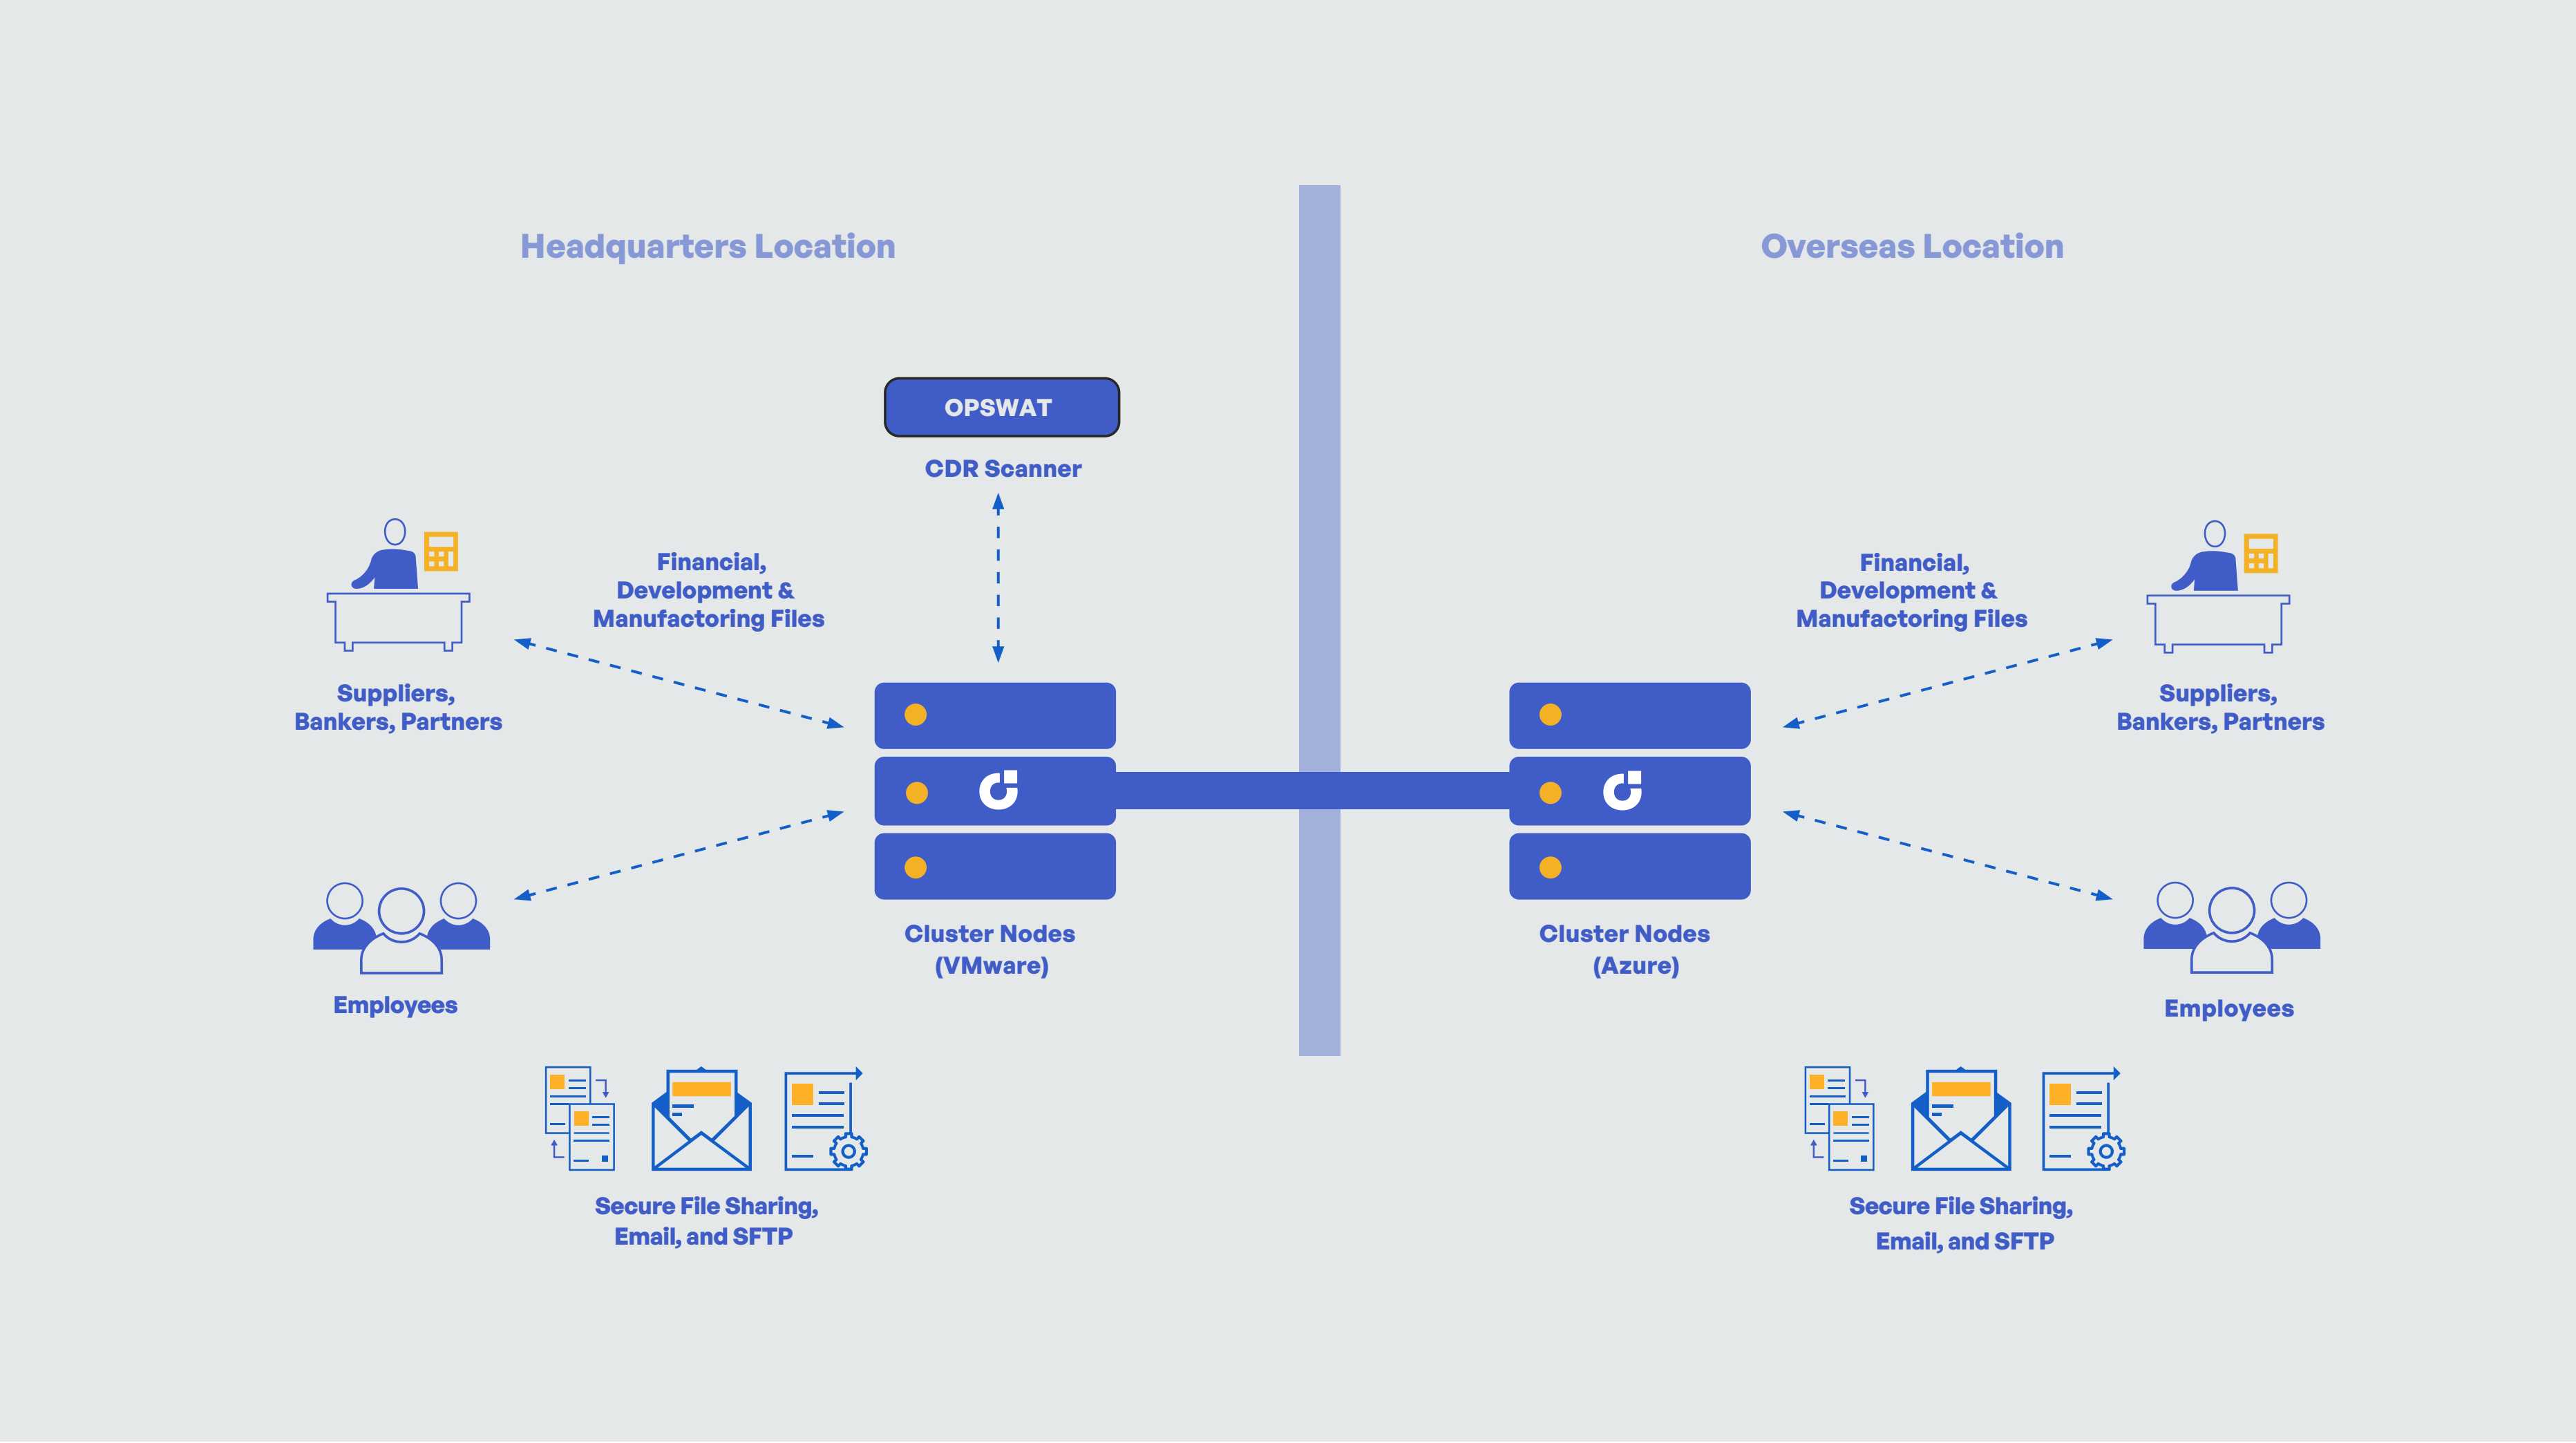 Headquarters Location
Overseas Location
OPSWAT
CDR Scanner
Financial,
Development &
Manufactoring Files
Suppliers,
Bankers, Partners
Employees
Cluster Nodes
(VMware)
Secure File Sharing,
Email, and SFTP
Financial,
Development &
Manufactoring Files
Suppliers,
Bankers, Partners
Cluster Nodes
(Azure)
Employees
Secure File Sharing,
Email, and SFTP